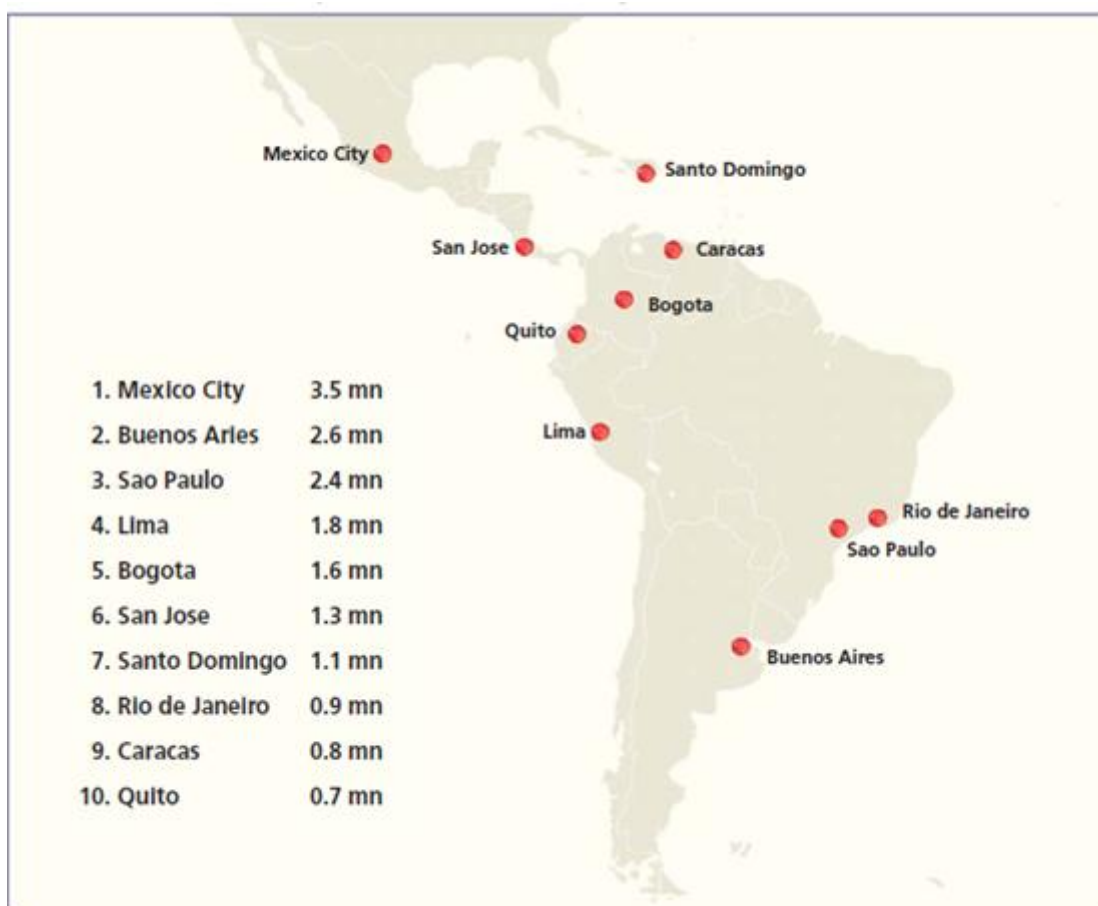 Mexico City
Santo Domingo
San Jose
Caracas
Bogota
Quito
1. Mexico City 3.5 mn
2. Buenos Aries 2.6 mn
3. Sao Paulo 2.4 mn
Lima
4. Lima 1.8 mn
Rio de Janeiro
Sao Paulo
5. Bogota 1.6 mn
6. San Jose 1.3 mn
7. Santo Domingo 1.1 mn
Buenos Aires
8. Rio de Janeiro 0.9 mn
9. Caracas 0.8 mn
10. Quito 0.7 mn